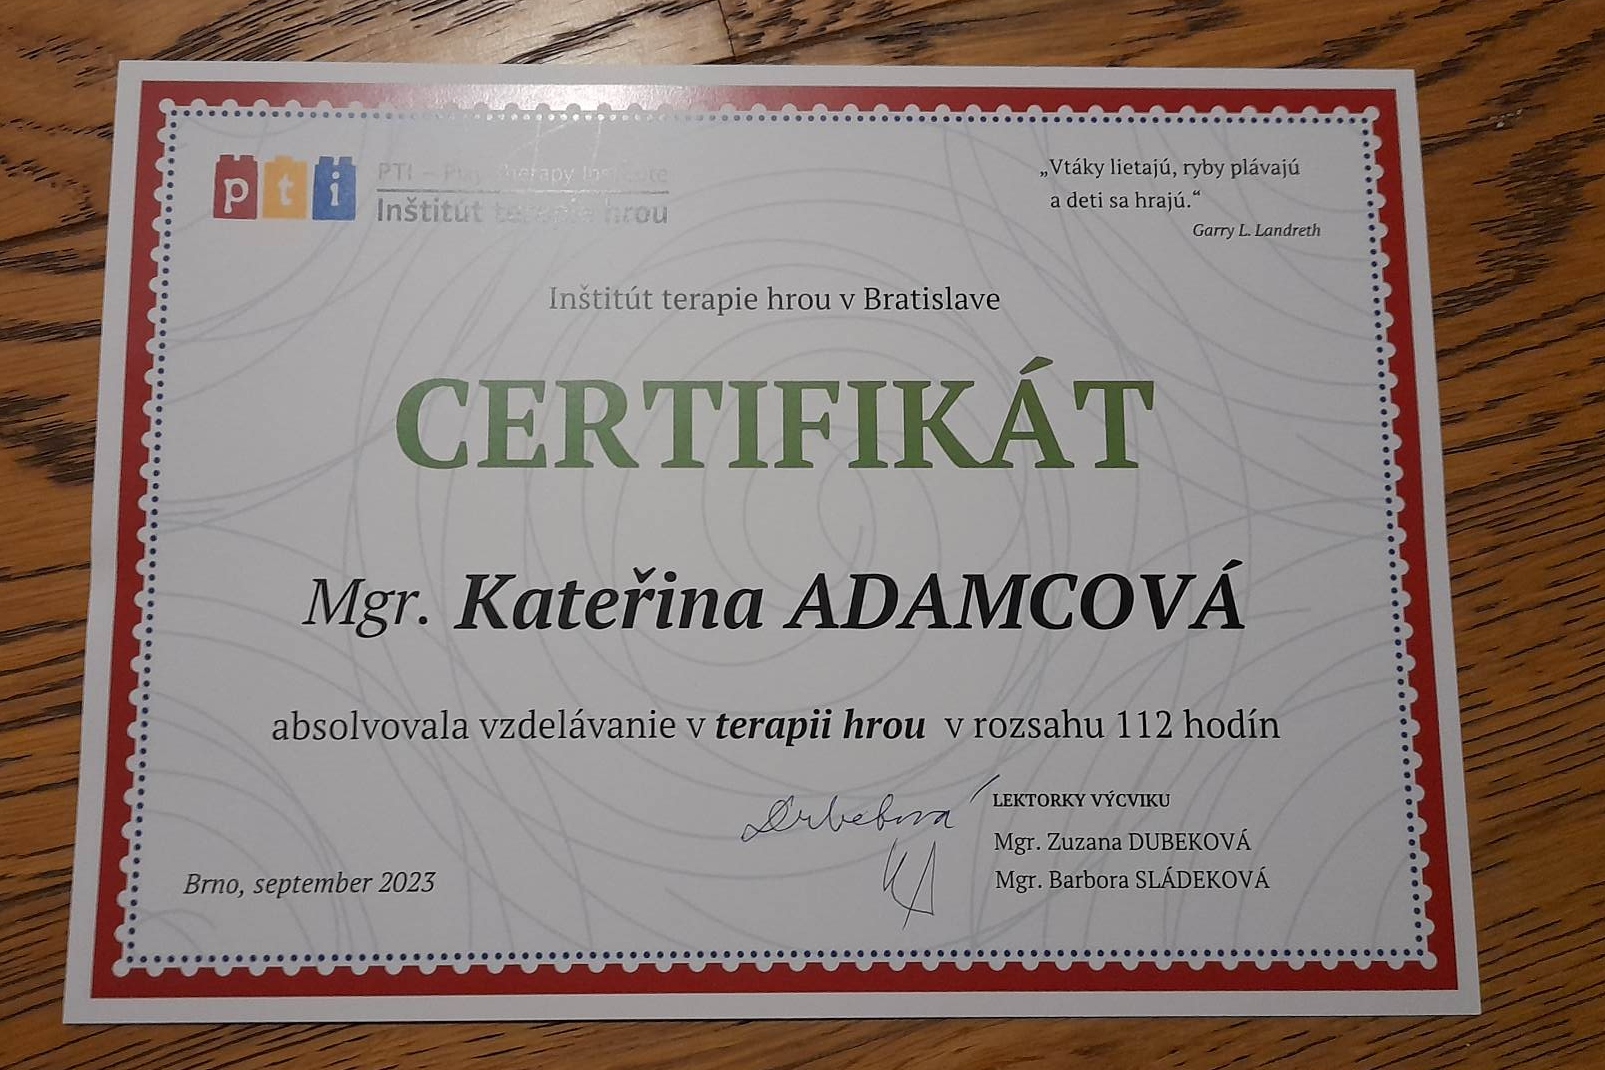 pti
PTI – Play Therapy Institute
Inštitút terapie hrou
„Vtáky lietajú, ryby plávajú
a deti sa hrajú.“
Garry L. Landreth
Inštitút terapie hrou v Bratislave
CERTIFIKÁT
Mgr. Kateřina ADAMCOVÁ
absolvovala vzdelávanie v terapii hrou v rozsahu 112 hodín
LEKTORKY VÝCVIKU
Mgr. Zuzana DUBEKOVÁ
Mgr. Barbora SLÁDEKOVÁ
Brno, september 2023